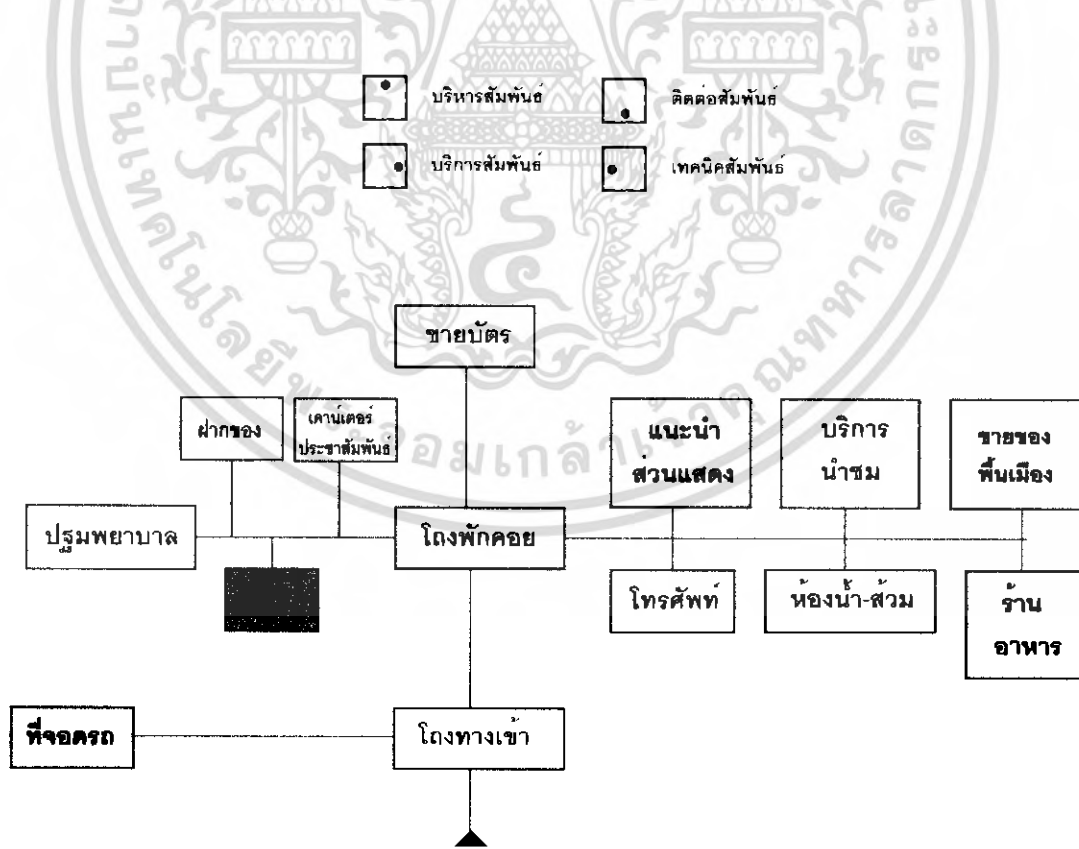 บริหารสัมพันธ์
ติดต่อสัมพันธ์
บริการสัมพันธ์
เทคนิคสัมพันธ์
ขายบัตร
ฝากของ
เคาน์เตอร์
ประชาสัมพันธ์
แนะนำ
ส่วนแสดง
บริการ
นำชม
ขายของ
พื้นเมือง
ปฐมพยาบาล
โถงพักคอย
โทรศัพท์
ห้องน้ำ-ส้วม
ร้าน
อาหาร
ที่จอดรถ
โถงทางเข้า